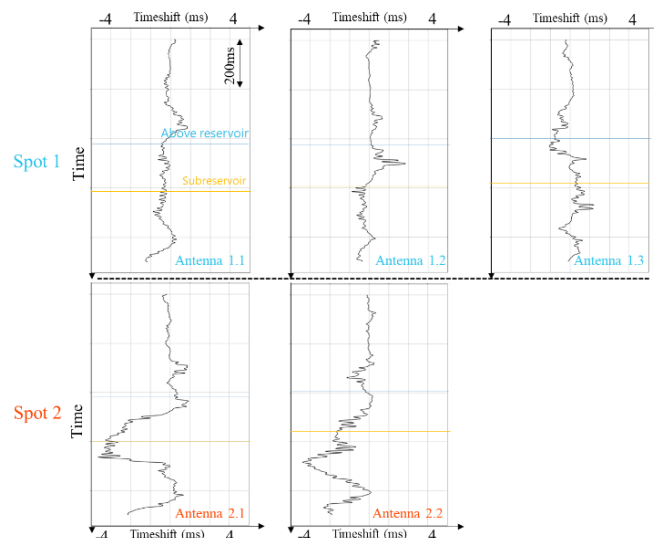 -4 Timeshift (ms) 4
-4 Timeshift (ms) 4
-4 Timeshift (ms) 4
200ms
Above reservoir
Spot 1
Time
Subreservoir
Antenna 1.1
Antenna 1.2
Antenna 1.3
Spot 2
Time
Antenna 2.1
Antenna 2.2
-4 Timeshift (ms) 4
-4 Timeshift (ms) 4